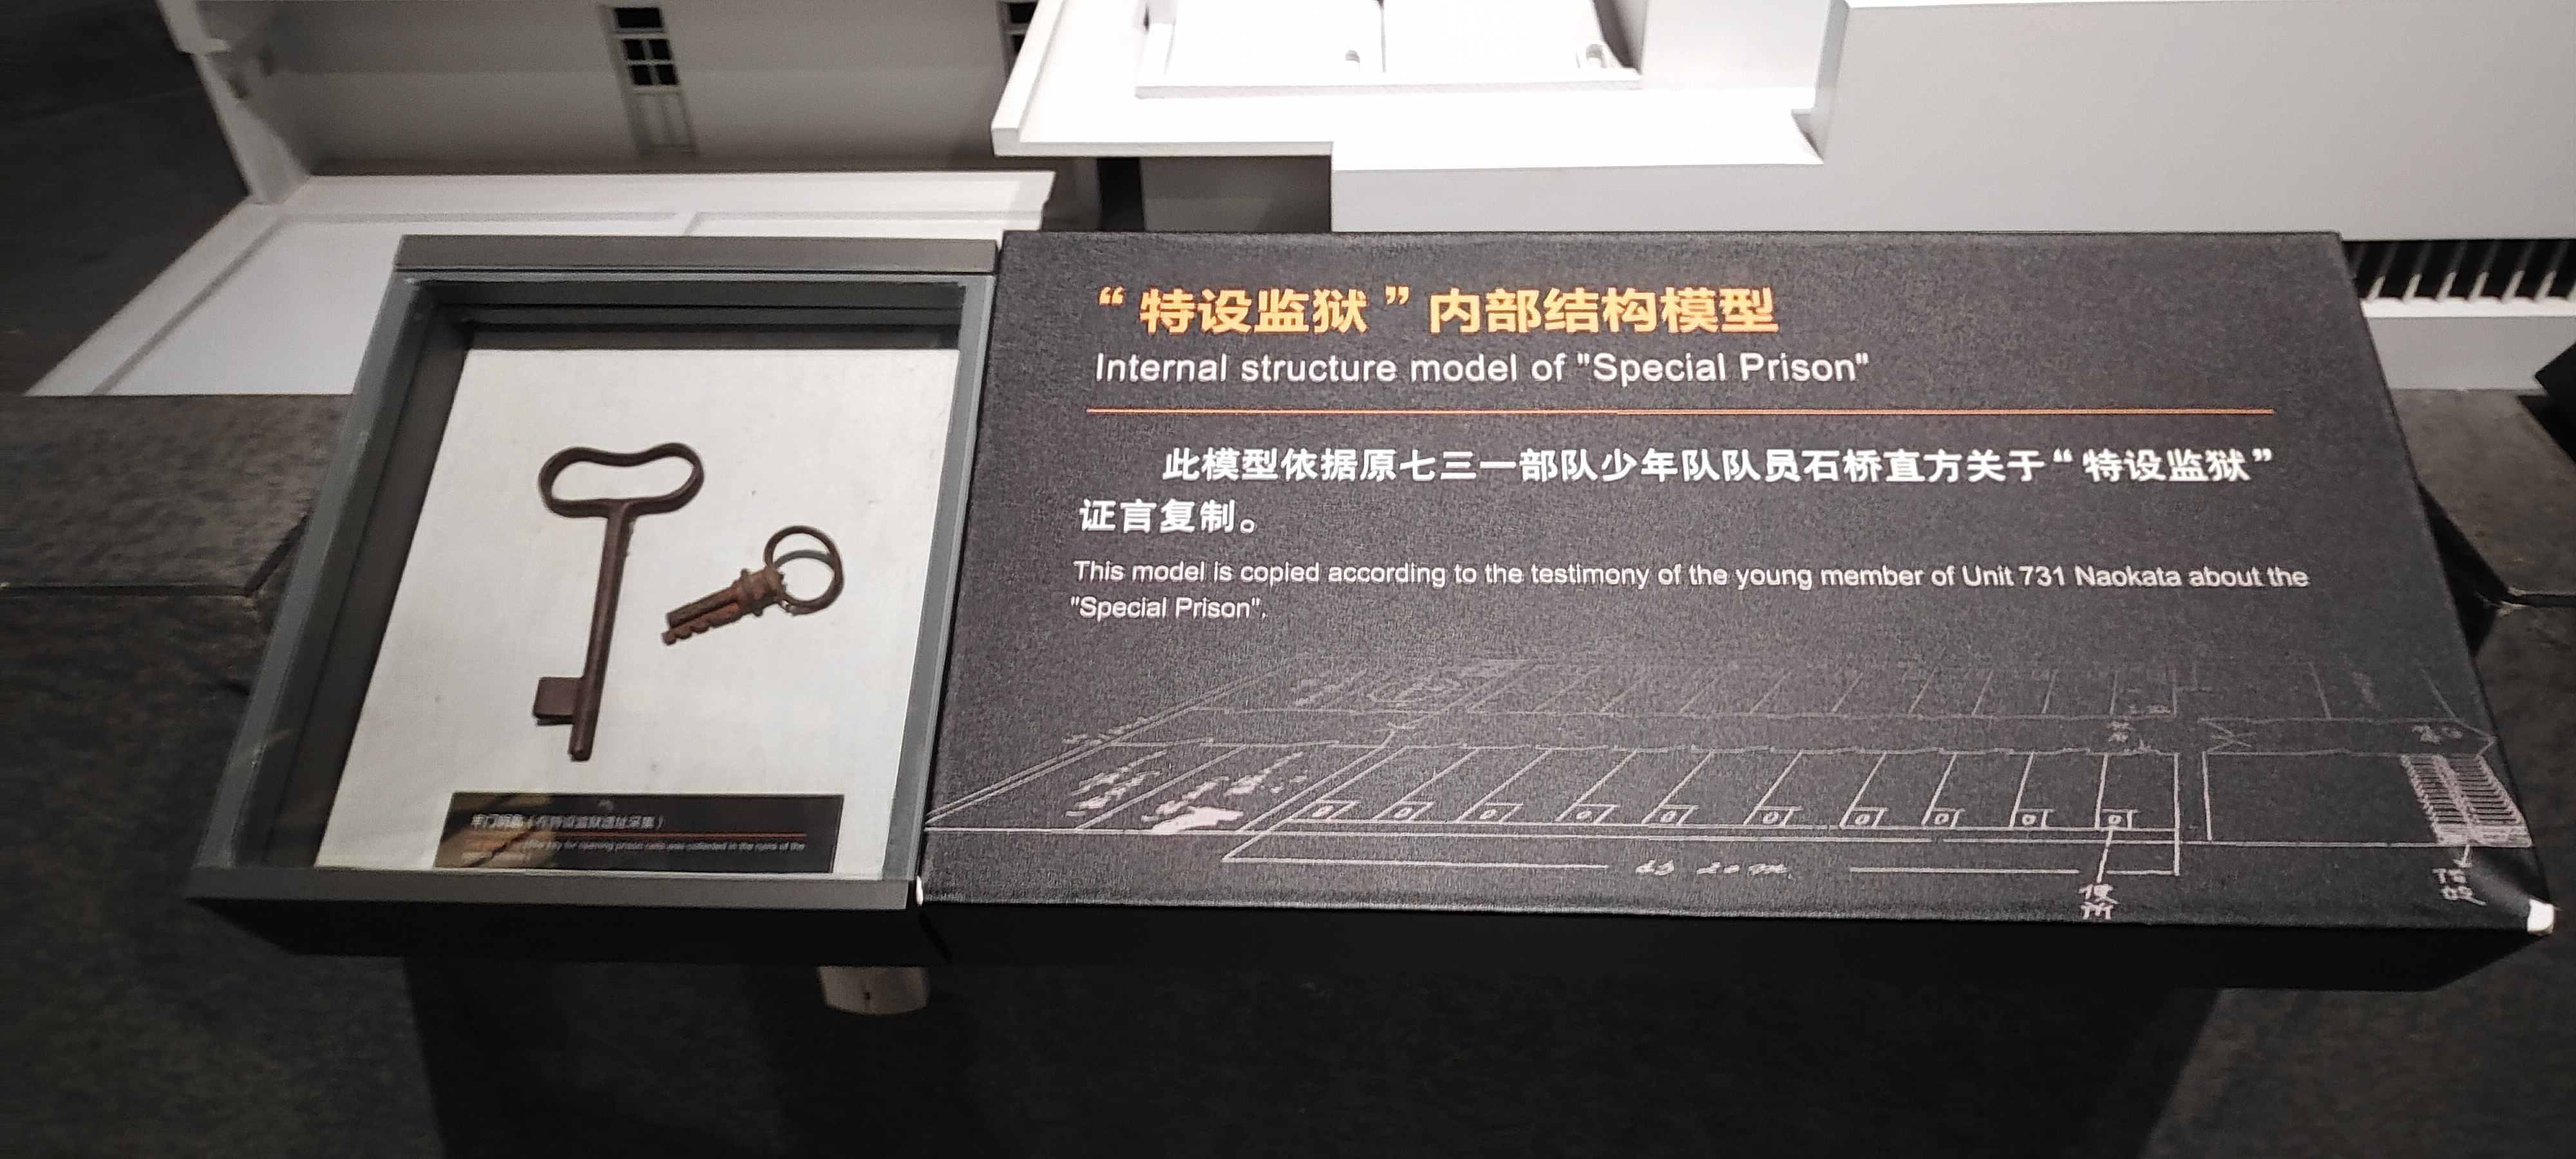 “特设监狱”内部结构模型
Internal structure model of "Special Prison"
此模型依据原七三一部队少年队队员石桥直方关于“特设监狱”
证言复制。
This model is copied according to the testimony of the young member of Unit 731 Naokata about the
"Special Prison".
牢门钥匙（在特设监狱遗址采集）
key for opening prison cells was collected in the ruins of the
便所